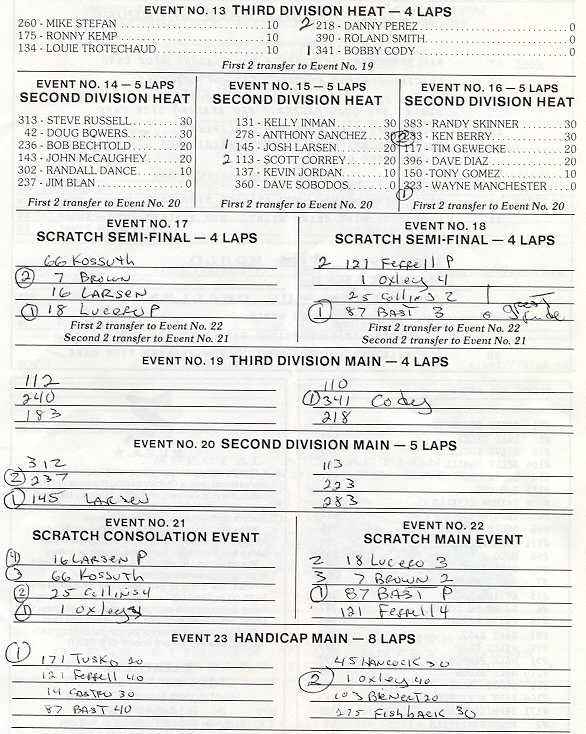 EVENT NO. 13 THIRD DIVISION HEAT — 4 LAPS
260 - MIKE STEFAN 10
175 - RONNY KEMP 10
134 - LOUIE TROTECHAUD 10
2 218 - DANNY PEREZ 0
390 - ROLAND SMITH 0
1 341 - BOBBY CODY 0
First 2 transfer to Event No. 19
EVENT NO. 14 — 5 LAPS
SECOND DIVISION HEAT
313 - STEVE RUSSELL 30
42 - DOUG BOWERS 30
236 - BOB BECHTOLD 20
143 - JOHN McCAUGHEY 20
302 - RANDALL DANCE 10
237 - JIM BLAN 0
First 2 transfer to Event No. 20
EVENT NO. 15 — 5 LAPS
SECOND DIVISION HEAT
131 - KELLY INMAN 30
278 - ANTHONY SANCHEZ 30
1 145 - JOSH LARSEN 20
2 113 - SCOTT CORREY 20
137 - KEVIN JORDAN 10
360 - DAVE SOBODOS 0
First 2 transfer to Event No. 20
EVENT NO. 16 — 5 LAPS
SECOND DIVISION HEAT
383 - RANDY SKINNER 30
2 33 - KEN BERRY 30
117 - TIM GEWECKE 20
396 - DAVE DIAZ 20
150 - TONY GOMEZ 10
1 323 - WAYNE MANCHESTER 0
First 2 transfer to Event No. 20
EVENT NO. 17
SCRATCH SEMI-FINAL — 4 LAPS
66 Kossuth
2 7 Brown
16 LARSEN
1 18 Lucero P
First 2 transfer to Event No. 22
Second 2 transfer to Event No. 21
EVENT NO. 18
SCRATCH SEMI-FINAL — 4 LAPS
2 121 Ferrell P
1 Oxley 4
25 Collins 2
1 87 BAST 3
great
First 2 transfer to Event No. 22
Second 2 transfer to Event No. 21
EVENT NO. 19 THIRD DIVISION MAIN — 4 LAPS
112
240
183
110
1 341 Cody
218
EVENT NO. 20 SECOND DIVISION MAIN — 5 LAPS
312
2 237
1 145 LARSEN
113
223
283
EVENT NO. 21
SCRATCH CONSOLATION EVENT
4 16 LARSEN P
3 66 Kossuth
2 25 Collins 4
1 1 Oxley
EVENT NO. 22
SCRATCH MAIN EVENT
2 18 Lucero 3
3 7 BROWN 2
1 87 BAST P
121 Ferrell 4
EVENT 23 HANDICAP MAIN — 8 LAPS
1 171 TUSKO 20
121 Ferrell 40
14 CASTRO 30
87 BAST 40
45 HANCOCK 30
2 1 Oxley 40
103 Bennett 20
275 Fishback 30